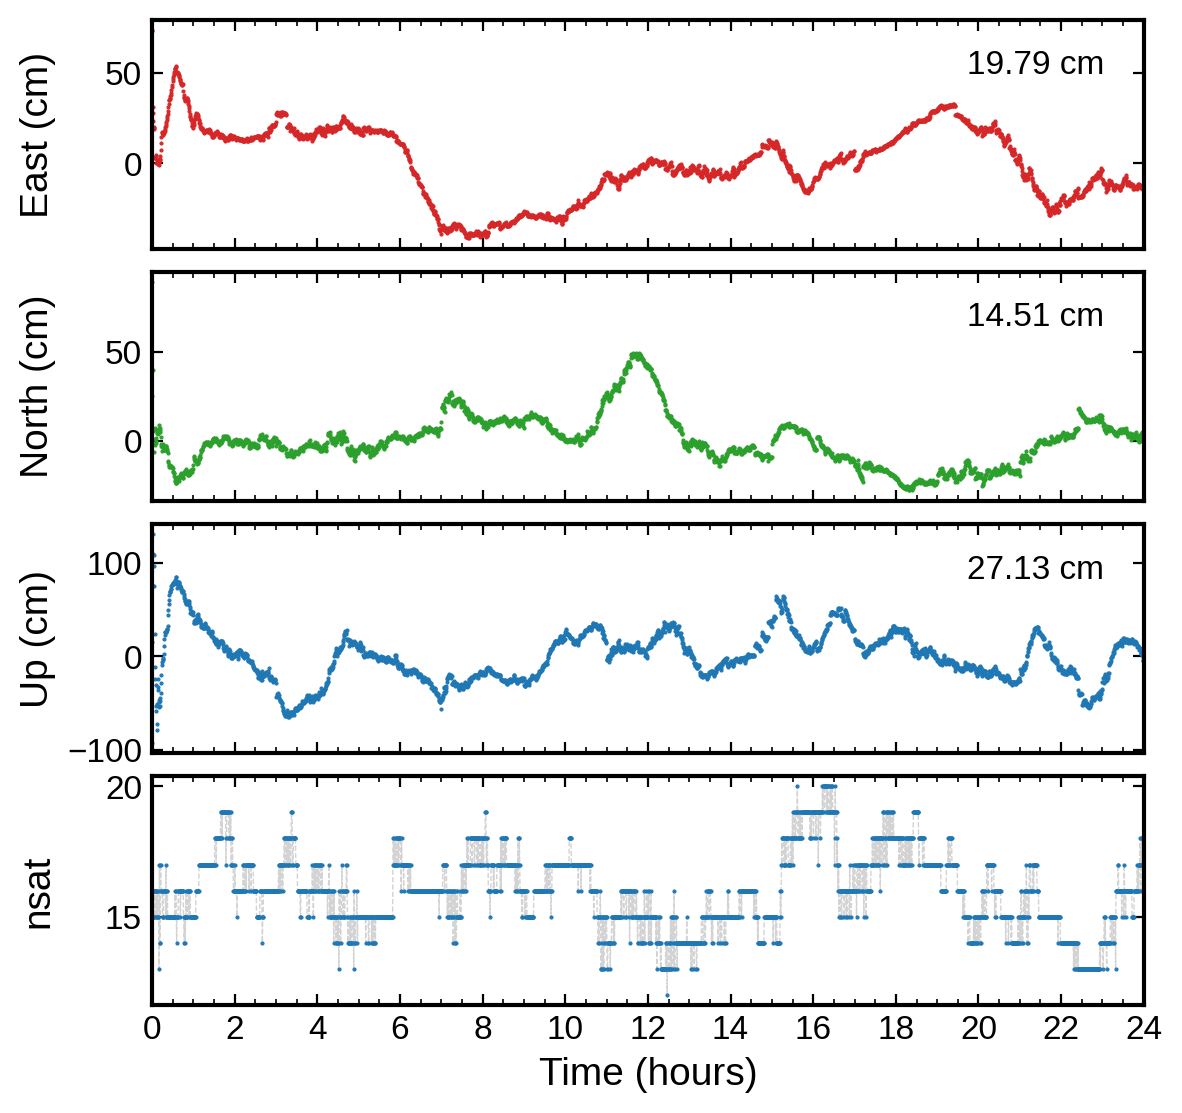 East (cm)
50
0
19.79 cm
North (cm)
50
0
14.51 cm
Up (cm)
100
0
−100
27.13 cm
nsat
20
15
0 2 4 6 8 10 12 14 16 18 20 22 24
Time (hours)